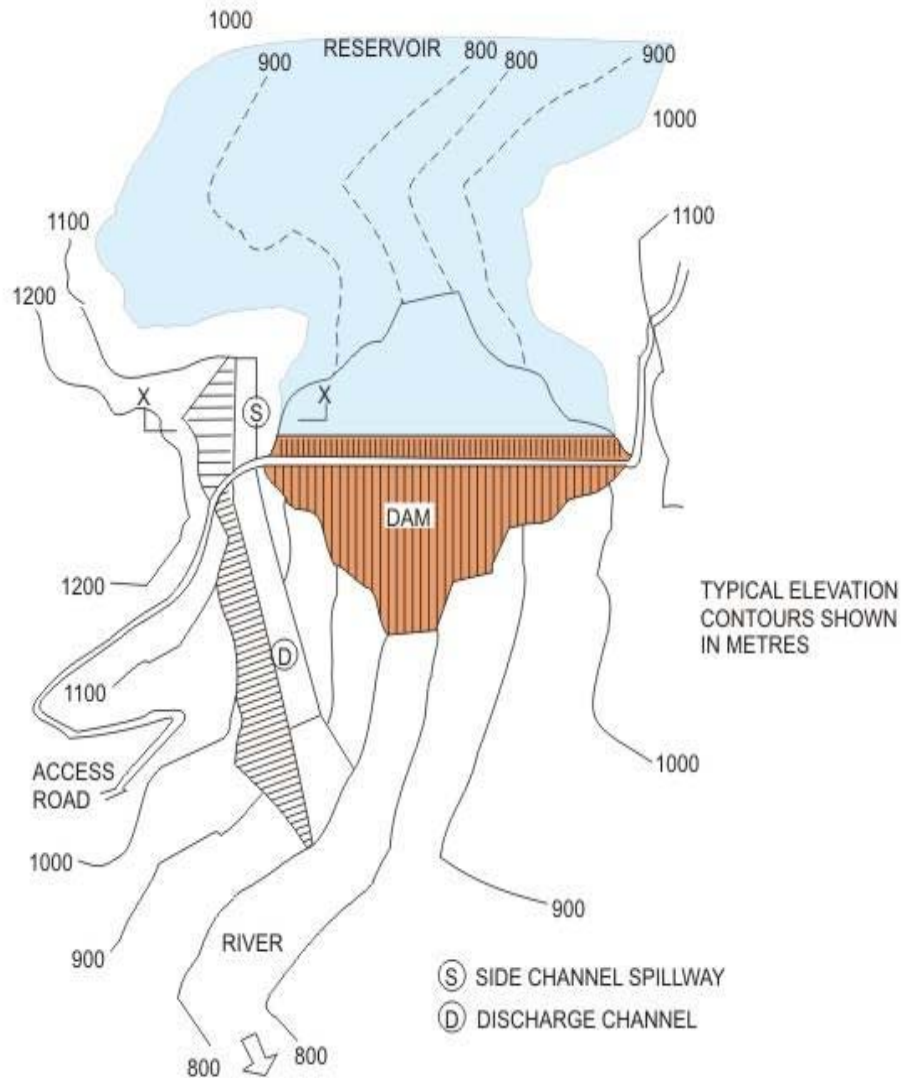 1000
RESERVOIR
900
800
800
900
1000
1100
1100
1200
X
X
S
DAM
1200
TYPICAL ELEVATION
CONTOURS SHOWN
IN METRES
D
1100
ACCESS
ROAD
1000
1000
900
900
RIVER
S SIDE CHANNEL SPILLWAY
D DISCHARGE CHANNEL
800
800